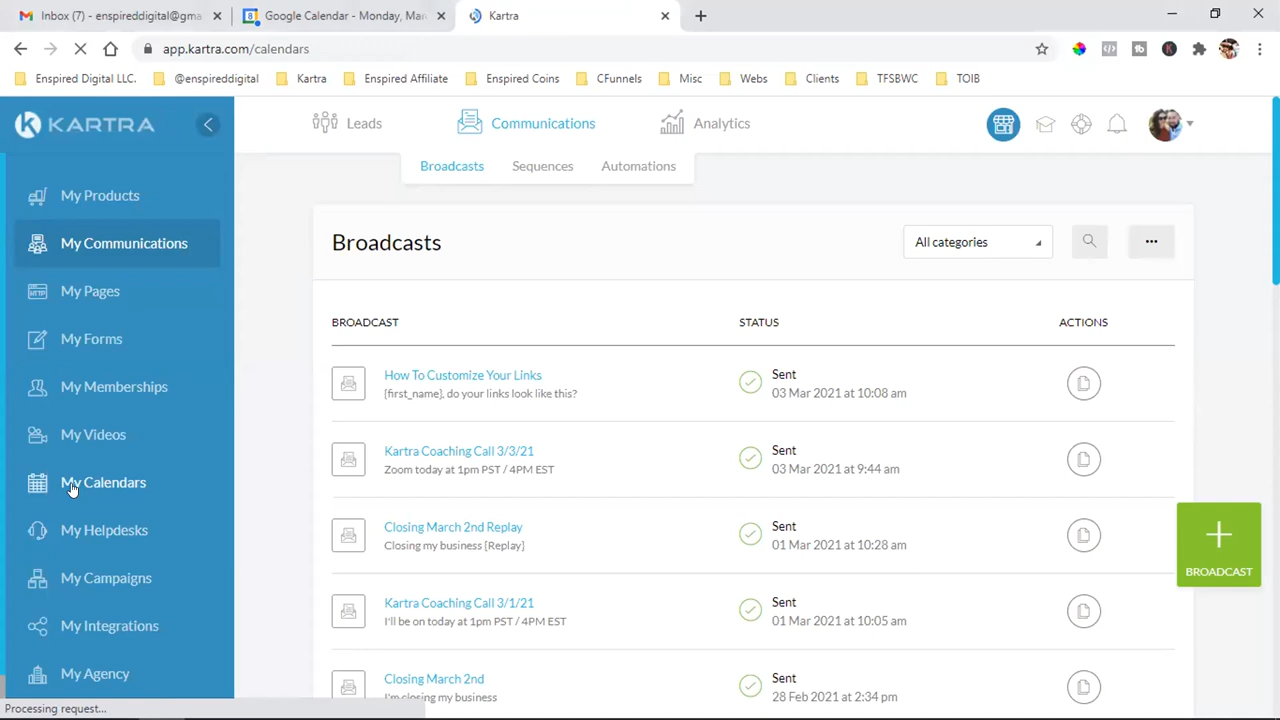 Inbox (7) - enspireddigital@gma
Google Calendar - Monday, Mar
Kartra
app.kartra.com/calendars
Enspired Digital LLC.
@enspireddigital
Kartra
Enspired Affiliate
Enspired Coins
CFunnels
Misc
Webs
Clients
TFSBWC
TOIB
KARTRA
Leads
Communications
Analytics
Broadcasts
Sequences
Automations
My Products
My Communications
My Pages
My Forms
My Memberships
My Videos
My Calendars
My Helpdesks
My Campaigns
My Integrations
My Agency
Broadcasts
All categories
BROADCAST
STATUS
ACTIONS
How To Customize Your Links
{first_name}, do your links look like this?
Sent
03 Mar 2021 at 10:08 am
Kartra Coaching Call 3/3/21
Zoom today at 1pm PST / 4PM EST
Sent
03 Mar 2021 at 9:44 am
Closing March 2nd Replay
Closing my business {Replay}
Sent
01 Mar 2021 at 10:28 am
Kartra Coaching Call 3/1/21
I'll be on today at 1pm PST / 4PM EST
Sent
01 Mar 2021 at 10:05 am
Closing March 2nd
I'm closing my business
Sent
28 Feb 2021 at 2:34 pm
BROADCAST
Processing request...